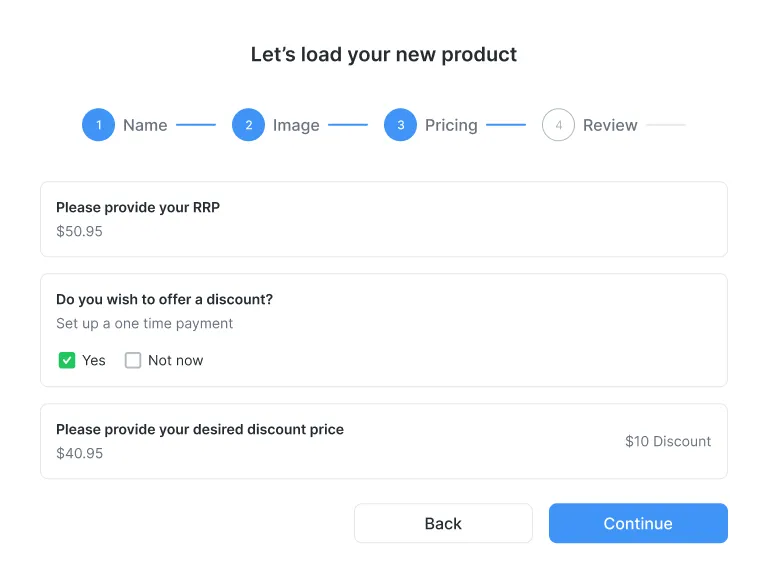 Let’s load your new product
1 Name 2 Image 3 Pricing 4 Review
Please provide your RRP
$50.95
Do you wish to offer a discount?
Set up a one time payment
Yes Not now
Please provide your desired discount price
$40.95
$10 Discount
Back Continue